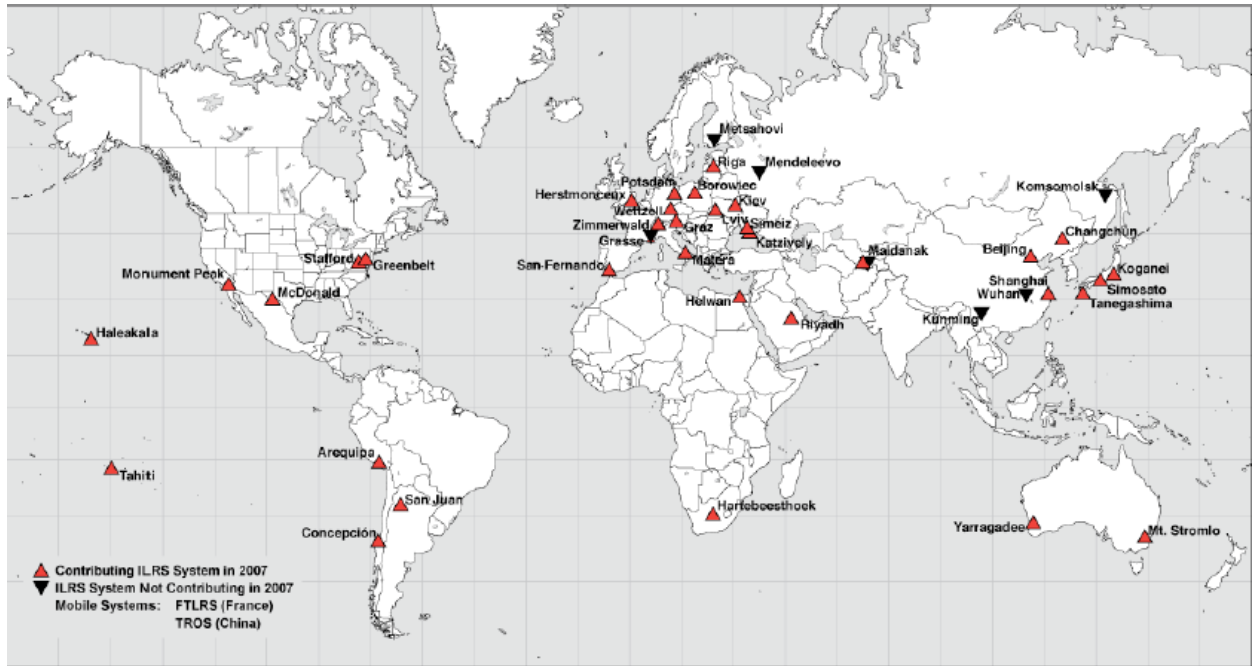 Metsahovi
Riga
Mendeleevo
Potsdam
Borowiec
Komsomolsk
Herstmonceux
Kiev
Wettzell
Lviv
Simeiz
Zimmerwald
Graz
Changchun
Grasse
Katzively
Beijing
Maidanak
Stafford
Greenbelt
Matera
San-Fernando
Koganei
Monument Peak
Shanghai
Simosato
McDonald
Wuhan
Tanegashima
Helwan
Kunming
Riyadh
Haleakala
Arequipa
Tahiti
San Juan
Hartebeesthoek
Yarragadee
Mt. Stromlo
Concepción
Contributing ILRS System in 2007
ILRS System Not Contributing in 2007
Mobile Systems: FTLRS (France)
TROS (China)